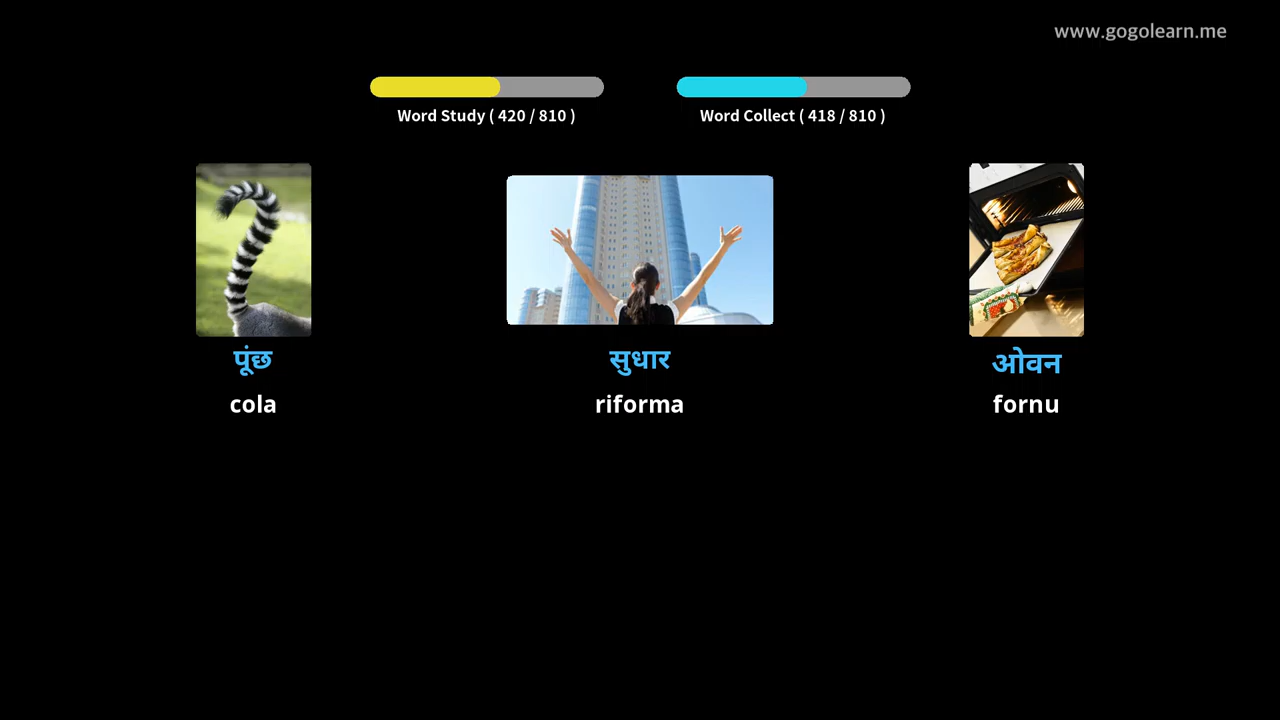 www.gogolearn.me
Word Study ( 420 / 810 )
Word Collect ( 418 / 810 )
पूंछ
सुधार
ओवन
cola
riforma
fornu